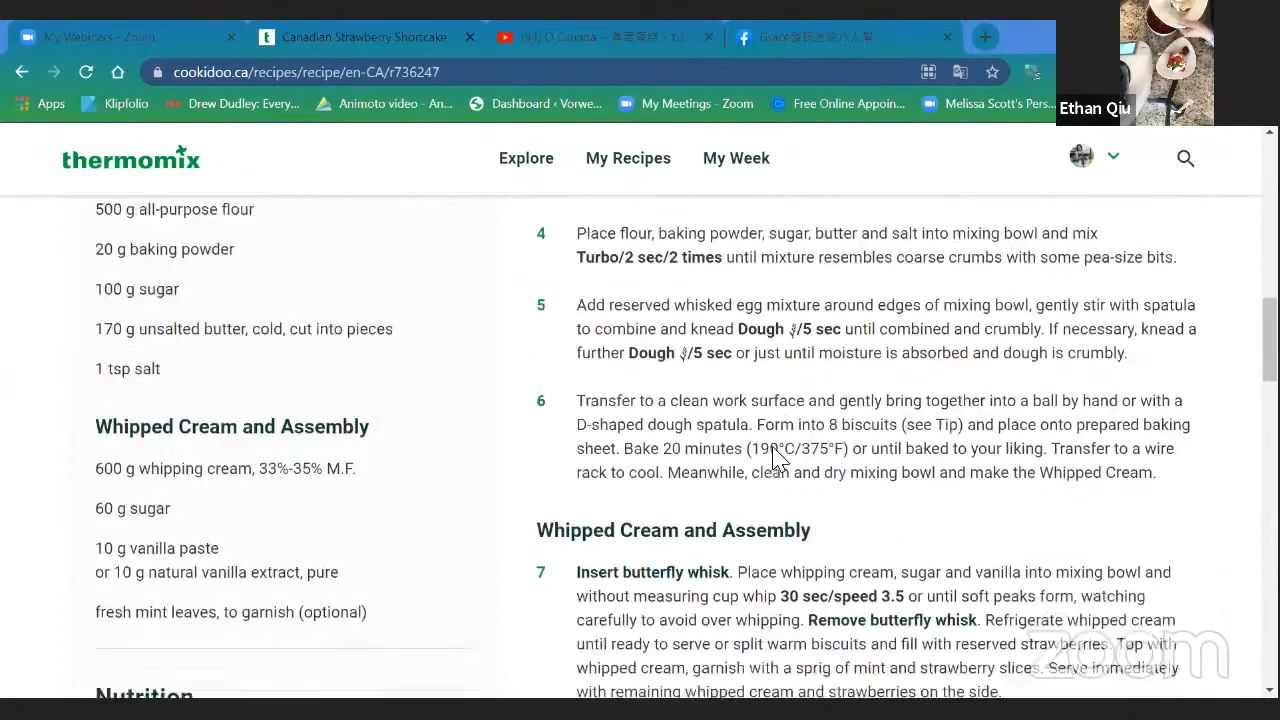 My Webinars - Zoom
Canadian Strawberry Shortcake
(94) O Canada
cookidoo.ca/recipes/recipe/en-CA/r736247
Apps
Klipfolio
Drew Dudley: Every...
Animoto video - An...
Dashboard ‹ Vorwe...
My Meetings - Zoom
Free Online Appoin...
Melissa Scott's Pers...
Ethan Qiu
thermomix
Explore
My Recipes
My Week
500 g all-purpose flour
20 g baking powder
100 g sugar
170 g unsalted butter, cold, cut into pieces
1 tsp salt
Whipped Cream and Assembly
600 g whipping cream, 33%-35% M.F.
60 g sugar
10 g vanilla paste
or 10 g natural vanilla extract, pure
fresh mint leaves, to garnish (optional)
Nutrition
4 Place flour, baking powder, sugar, butter and salt into mixing bowl and mix
Turbo/2 sec/2 times until mixture resembles coarse crumbs with some pea-size bits.
5 Add reserved whisked egg mixture around edges of mixing bowl, gently stir with spatula
to combine and knead Dough /5 sec until combined and crumbly. If necessary, knead a
further Dough /5 sec or just until moisture is absorbed and dough is crumbly.
6 Transfer to a clean work surface and gently bring together into a ball by hand or with a
D-shaped dough spatula. Form into 8 biscuits (see Tip) and place onto prepared baking
sheet. Bake 20 minutes (190°C/375°F) or until baked to your liking. Transfer to a wire
rack to cool. Meanwhile, clean and dry mixing bowl and make the Whipped Cream.
Whipped Cream and Assembly
7 Insert butterfly whisk. Place whipping cream, sugar and vanilla into mixing bowl and
without measuring cup whip 30 sec/speed 3.5 or until soft peaks form, watching
carefully to avoid over whipping. Remove butterfly whisk. Refrigerate whipped cream
until ready to serve or split warm biscuits and fill with reserved strawberries. Top with
whipped cream, garnish with a sprig of mint and strawberry slices. Serve immediately
with remaining whipped cream and strawberries on the side.
zoom